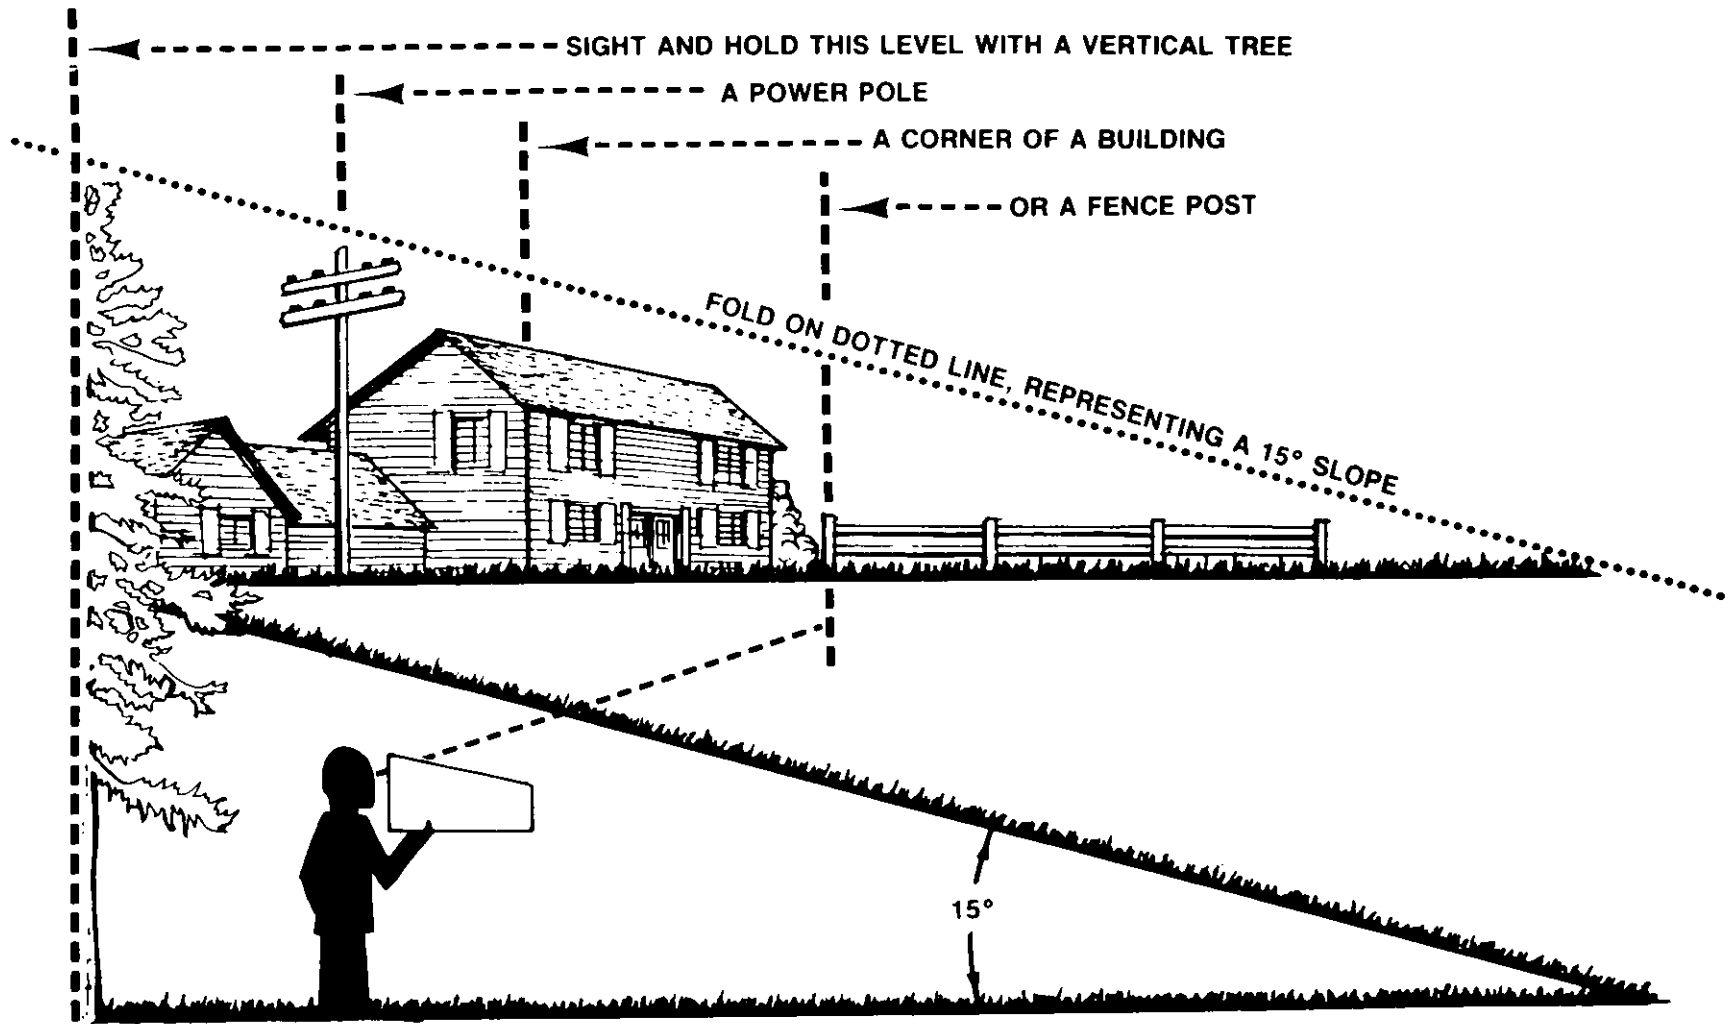 SIGHT AND HOLD THIS LEVEL WITH A VERTICAL TREE
A POWER POLE
A CORNER OF A BUILDING
OR A FENCE POST
FOLD ON DOTTED LINE, REPRESENTING A 15° SLOPE
15°